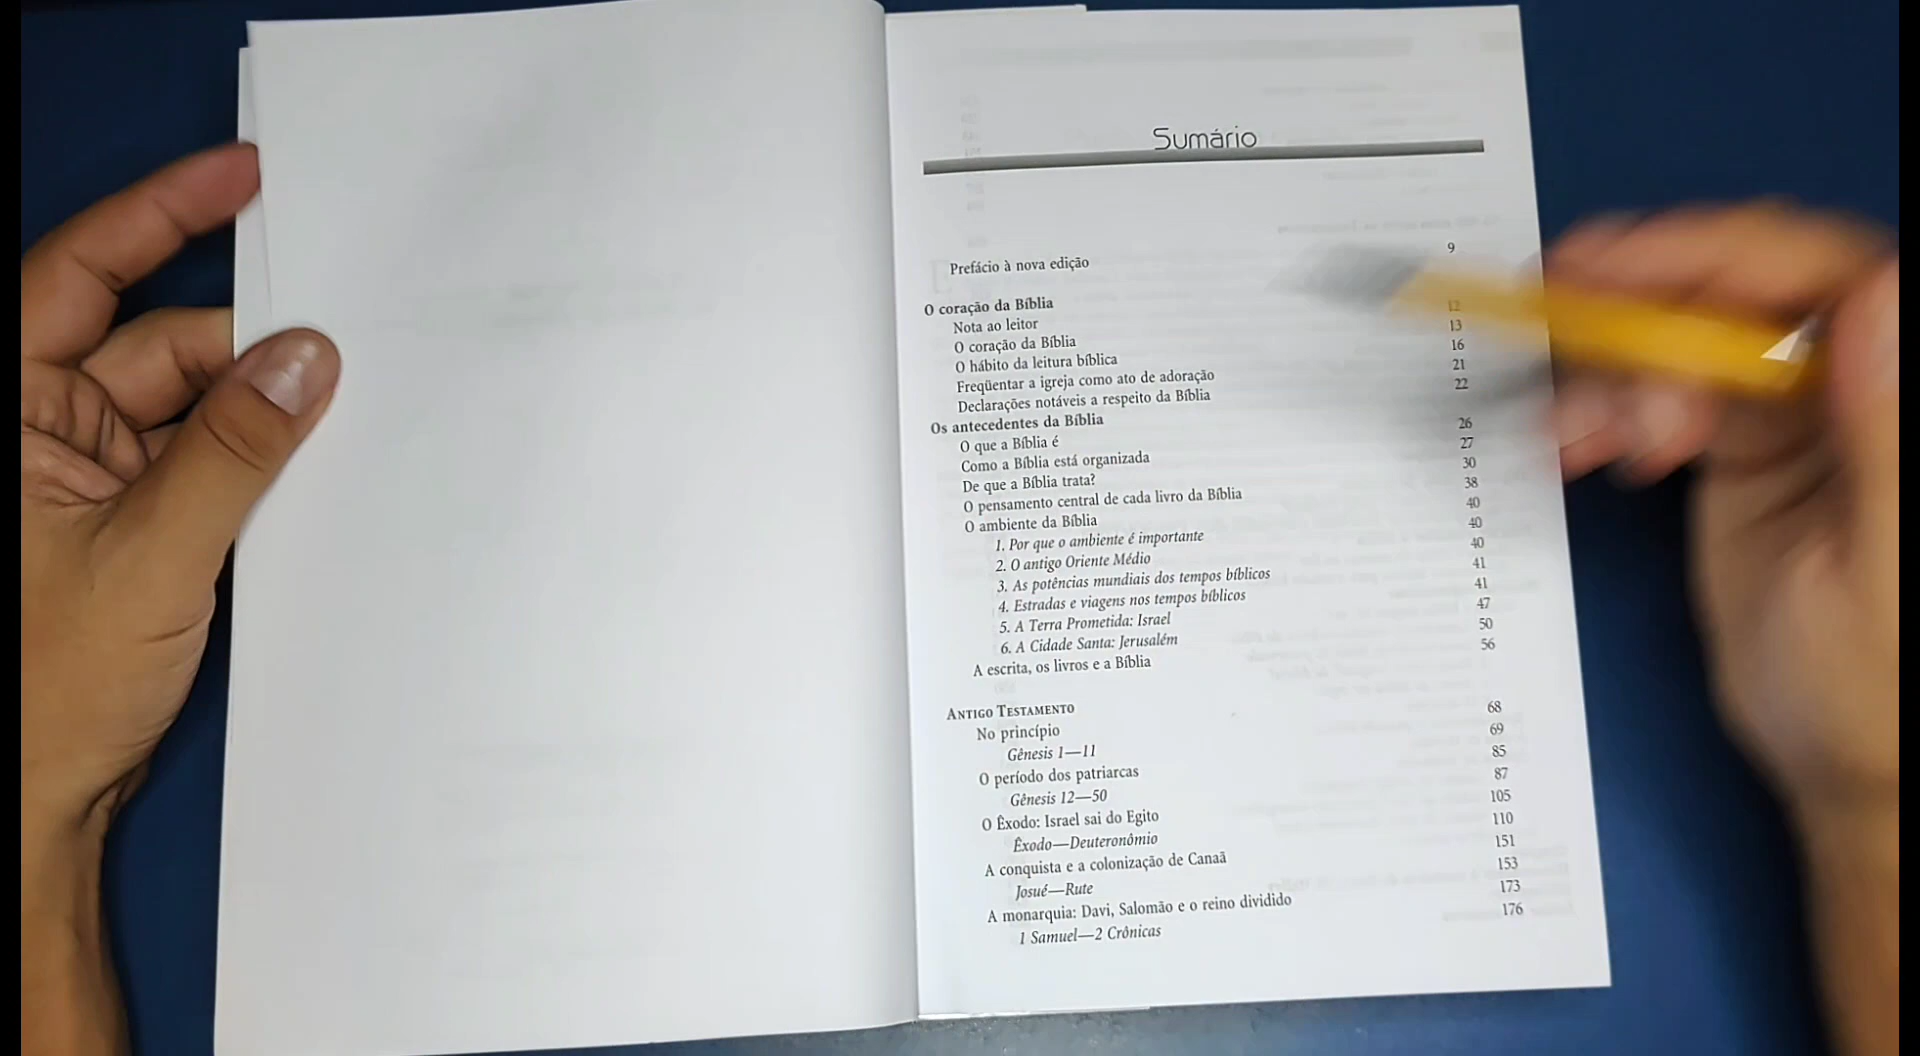 Sumário
Prefácio à nova edição 9
O coração da Bíblia
Nota ao leitor 12
O coração da Bíblia 13
O hábito da leitura bíblica 16
Freqüentar a igreja como ato de adoração 21
Declarações notáveis a respeito da Bíblia 22
Os antecedentes da Bíblia
O que a Bíblia é 26
Como a Bíblia está organizada 27
De que a Bíblia trata? 30
O pensamento central de cada livro da Bíblia 38
O ambiente da Bíblia 40
1. Por que o ambiente é importante 40
2. O antigo Oriente Médio 40
3. As potências mundiais dos tempos bíblicos 41
4. Estradas e viagens nos tempos bíblicos 41
5. A Terra Prometida: Israel 47
6. A Cidade Santa: Jerusalém 50
A escrita, os livros e a Bíblia 56
ANTIGO TESTAMENTO
No princípio 68
Gênesis 1—11 69
O período dos patriarcas 85
Gênesis 12—50 87
O Êxodo: Israel sai do Egito 105
Êxodo—Deuteronômio 110
A conquista e a colonização de Canaã 151
Josué—Rute 153
A monarquia: Davi, Salomão e o reino dividido 173
1 Samuel—2 Crônicas 176